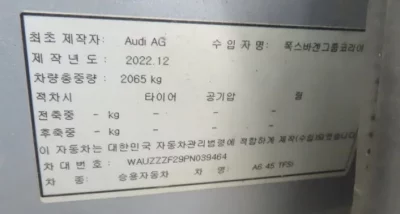 최초 제작자: Audi AG 수 입 자 명: 폭스바겐그룹코리아
제 작 년 도 : 2022.12
차량총중량 : 2065 kg
적차시 타이어 공기압 림
전축중 - kg
후축중 - kg
이 자동차는 대한민국 자동차관리법령에 적합하게 제작(수입)되었습니다
차 대 번 호 : WAUZZZF29PN039464
차 종: 승용자동차 차 명: A6 45 TFSI